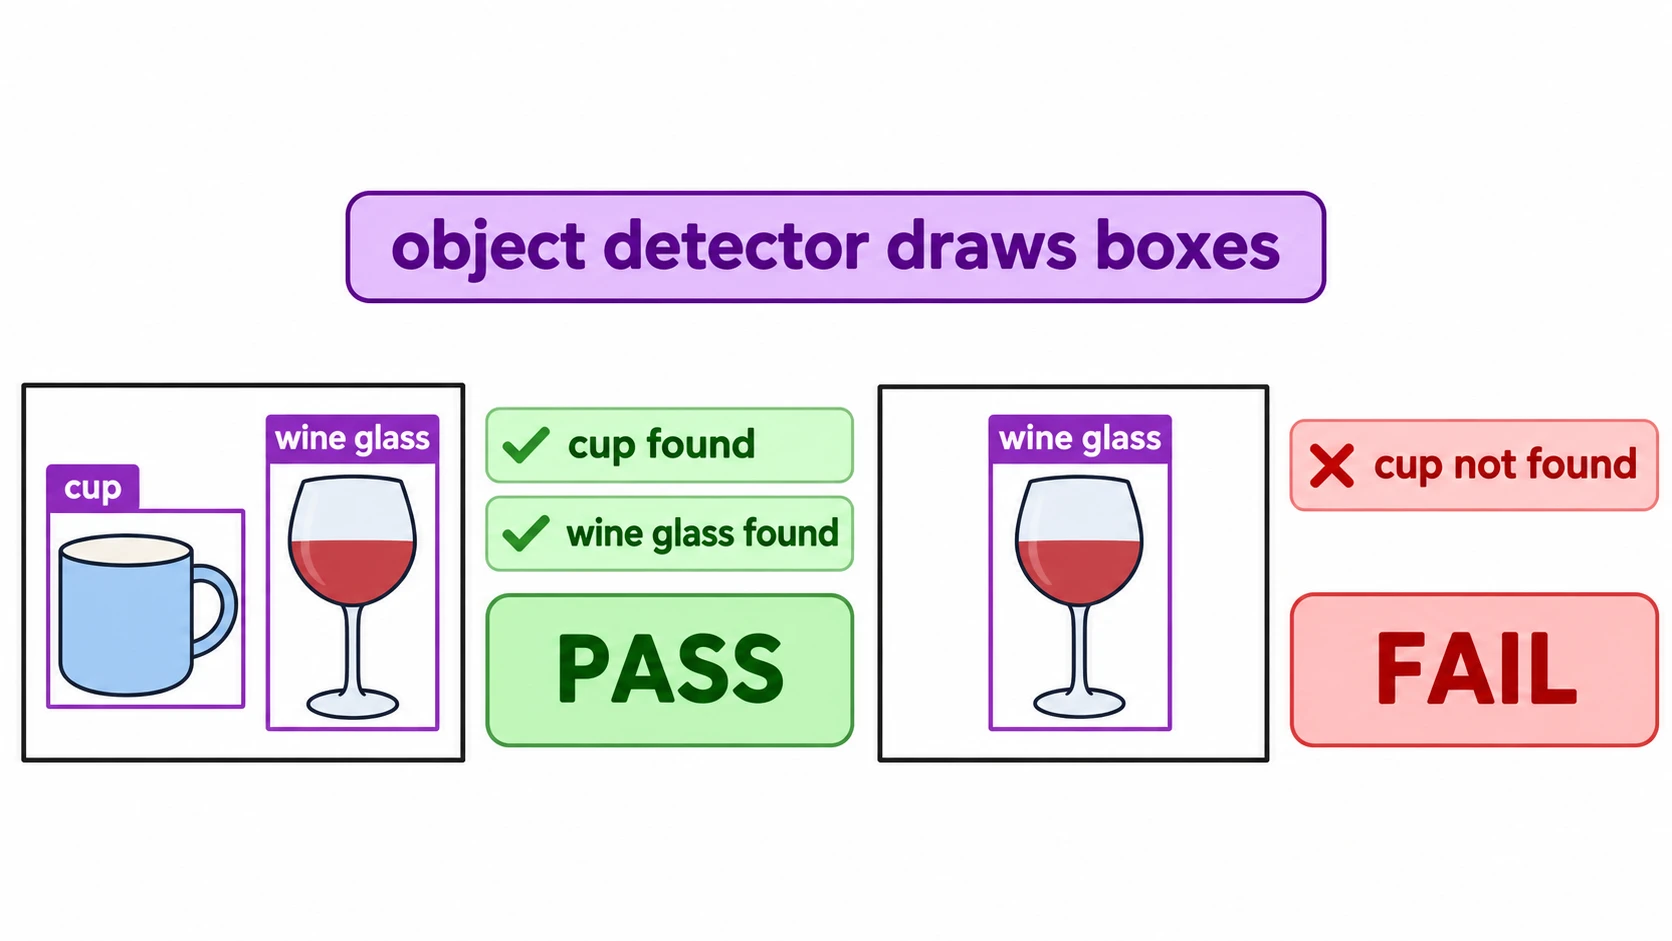 object detector draws boxes
cup
wine glass
cup found
wine glass found
PASS
wine glass
cup not found
FAIL